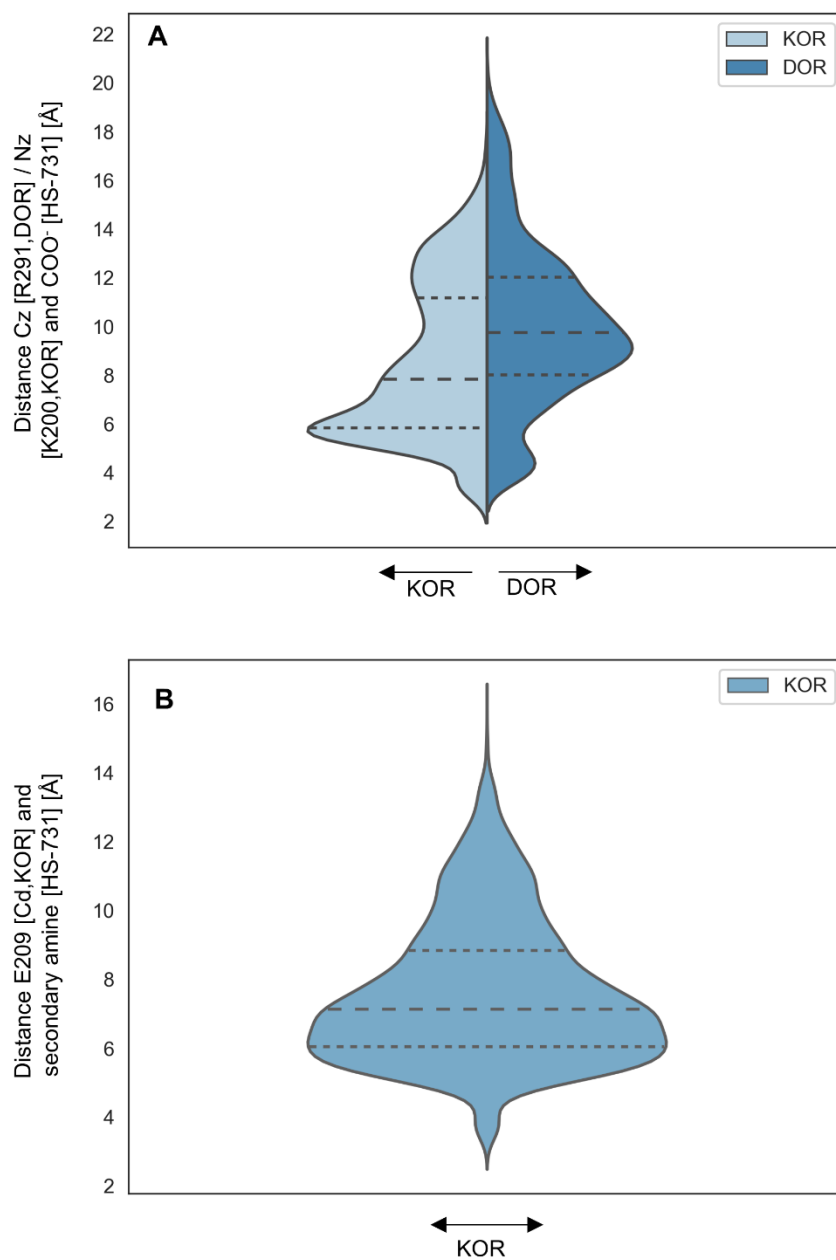 A
KOR
DOR
Distance Cz [R291,DOR] / Nz
[K200,KOR] and COO⁻ [HS-731] [Å]
22
20
18
16
14
12
10
8
6
4
2
KOR
DOR
B
KOR
Distance E209 [Cd,KOR] and
secondary amine [HS-731] [Å]
16
14
12
10
8
6
4
2
KOR